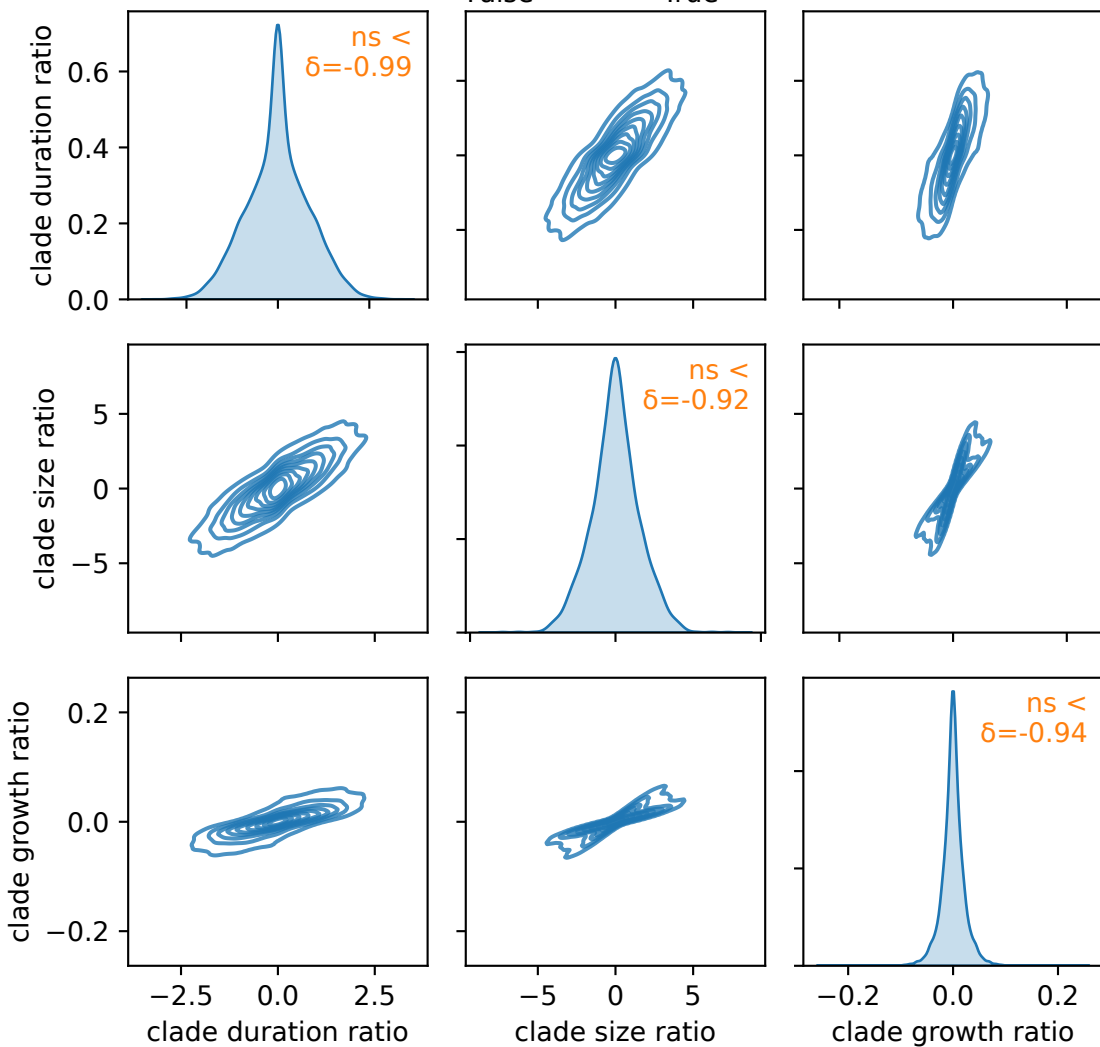 True
clade duration ratio
0.6
0.4
0.2
0.0
ns <
δ=-0.99
clade size ratio
5
0
−5
ns <
δ=-0.92
clade growth ratio
0.2
0.0
−0.2
ns <
δ=-0.94
−2.5 0.0 2.5
−5 0 5
−0.2 0.0 0.2
clade duration ratio
clade size ratio
clade growth ratio